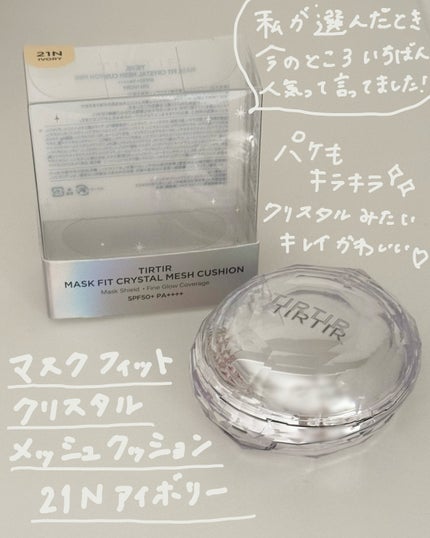 私が選んだとき
今のところいちばん
人気って言ってました!
21N
IVORY
パケも
キラキラ
クリスタルみたい
キレイかわいい♡
TIRTIR
MASK FIT CRYSTAL MESH CUSHION
Mask Shield • Fine Glow Coverage
SPF50+ PA++++
TIRTIR
マスクフィット
クリスタル
メッシュクッション
21Nアイボリー